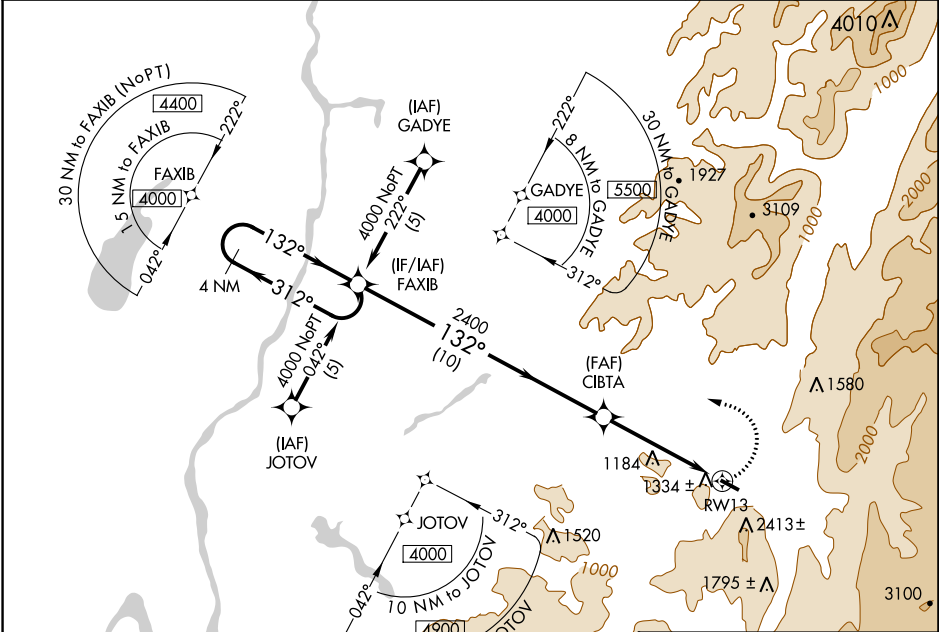 4010
1000
30 NM to FAXIB (NoPT)
4400
222°
15 NM to FAXIB
FAXIB
4000
042°
(IAF)
GADYE
4000 NoPT
222°
(5)
222°
30 NM to GADYE
8 NM to GADYE
GADYE
5500
4000
312°
1927
3109
1000
2000
132°
4 NM
312°
(IF/IAF)
FAXIB
4000 NoPT
042°
(5)
2400
132°
(10)
(IAF)
JOTOV
(FAF)
CIBTA
1580
2000
1184
1334 ±
RW13
2413±
312°
JOTOV
4000
1520
1000
10 NM to JOTOV
042°
4900
OTOV
1795 ±
3100